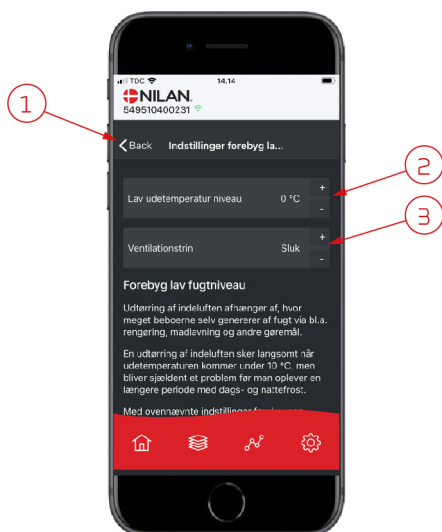 TDC
14.14
NILAN
549510400231
Back
Indstillinger forebyg la...
Lav udetemperatur niveau
0 °C
+
-
Ventilationstrin
Sluk
+
-
Forebyg lav fugtniveau
Udtørring af indeluften afhænger af, hvor
meget beboerne selv genererer af fugt via bl.a.
rengøring, madlavning og andre gøremål.
En udtørring af indeluften sker langsomt når
udetemperaturen kommer under 10 °C, men
bliver sjældent et problem før man oplever en
længere periode med dags- og nattefrost.
Med ovennævnte indstillinger
1
2
3